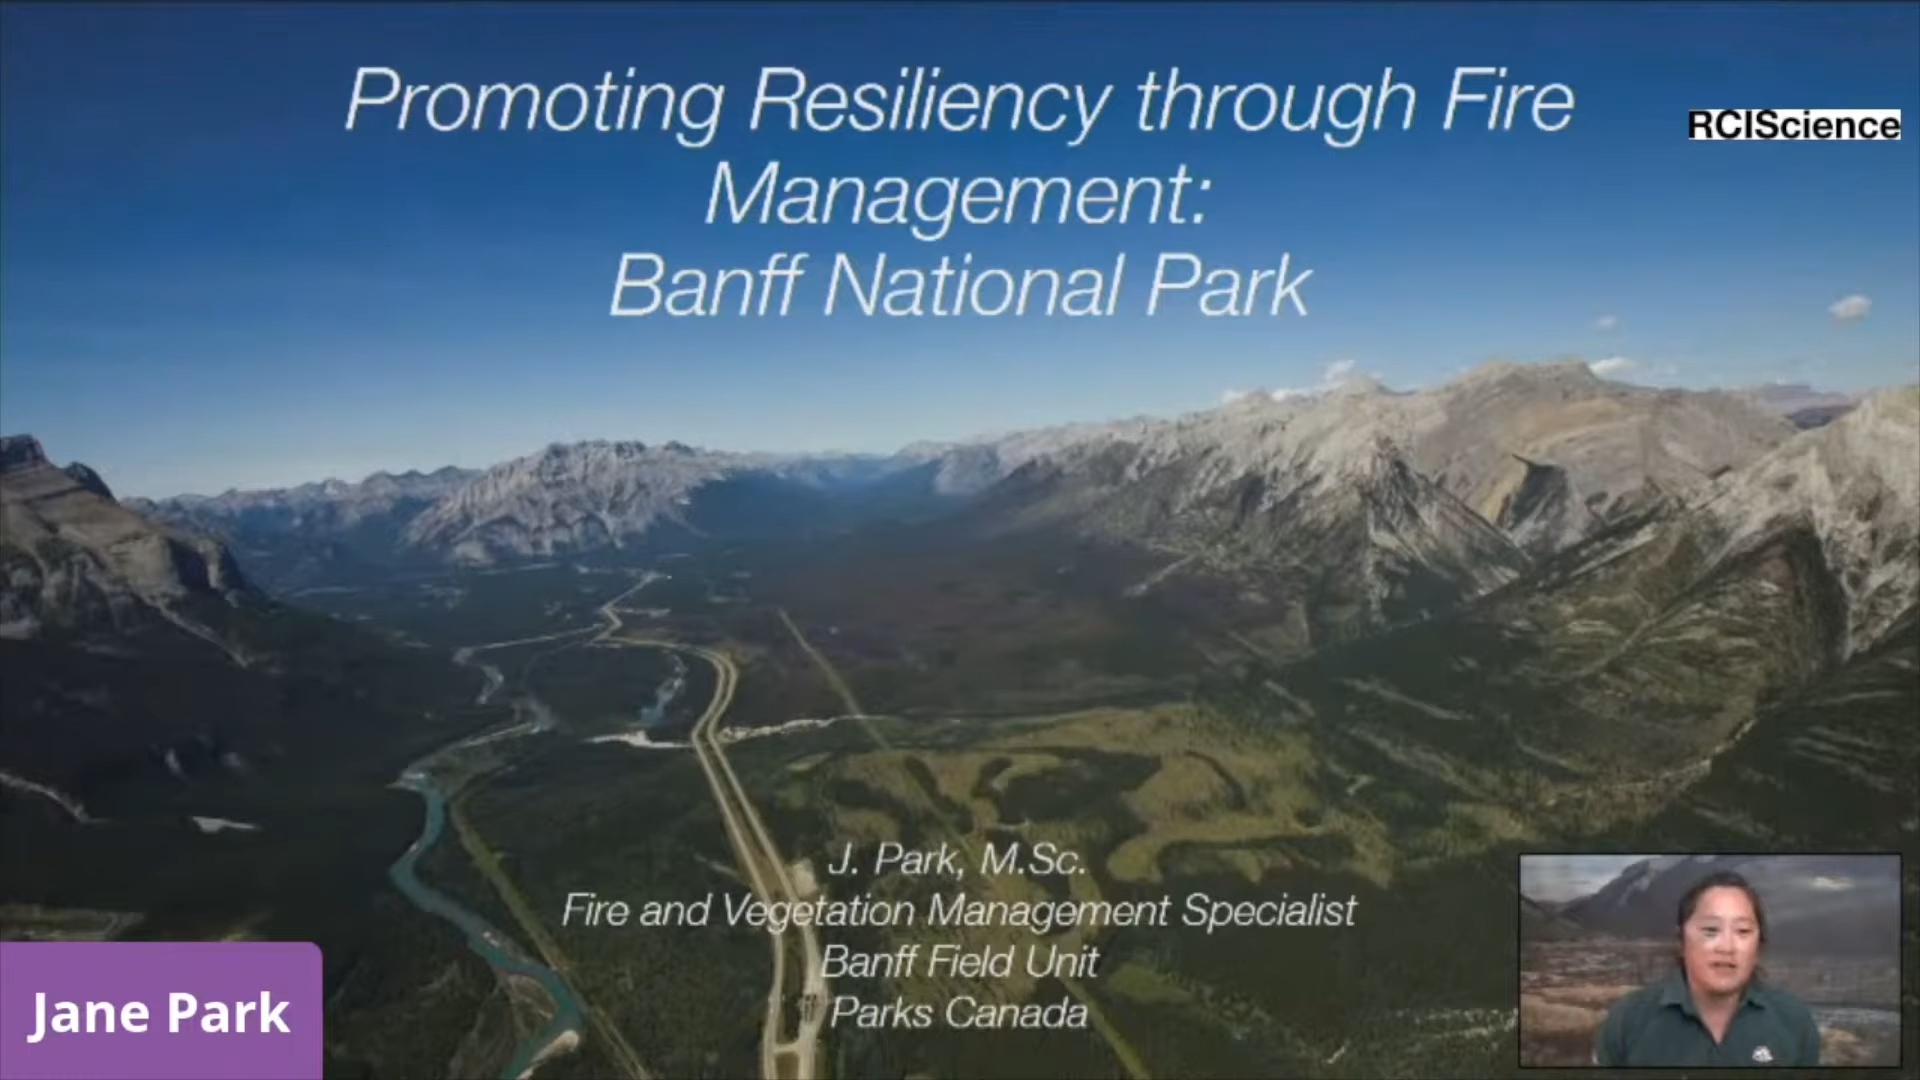 Promoting Resiliency through Fire
Management:
Banff National Park
RCIScience
J. Park, M.Sc.
Fire and Vegetation Management Specialist
Banff Field Unit
Parks Canada
Jane Park